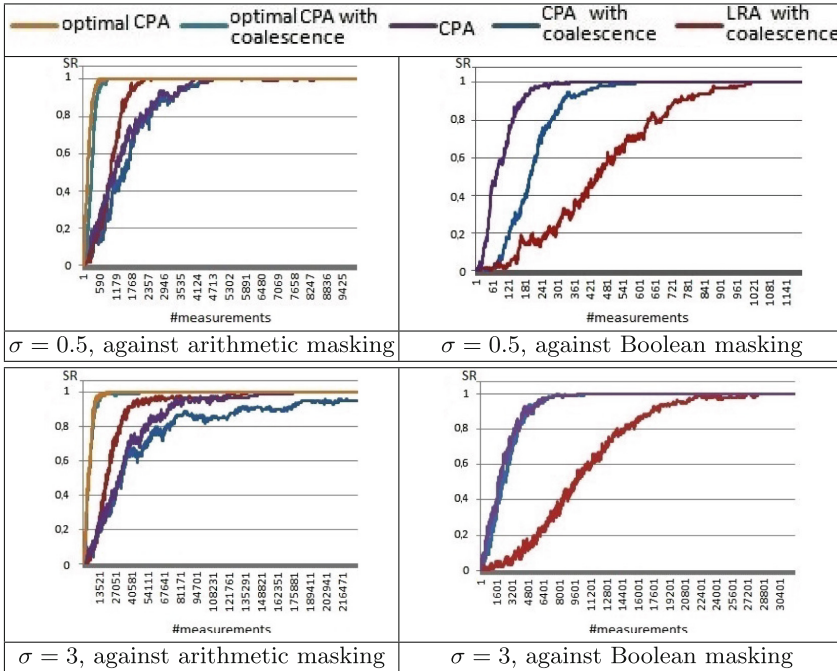 optimal CPA
optimal CPA with
coalescence
CPA
CPA with
coalescence
LRA with
coalescence
SR
1
0,8
0,6
0,4
0,2
0
1 590 1179 1768 2357 2946 3535 4124 4713 5302 5891 6480 7069 7658 8247 8836 9425
#measurements
SR
1
0,8
0,6
0,4
0,2
0
1 61 121 181 241 301 361 421 481 541 601 661 721 781 841 901 961 1021 1081 1141
#measurements
σ = 0.5, against arithmetic masking
σ = 0.5, against Boolean masking
SR
1
0,8
0,6
0,4
0,2
0
13521 27051 40581 54111 67641 81171 94701 108231 121761 135291 148821 162351 175881 189411 202941 216471
#measurements
SR
1
0,8
0,6
0,4
0,2
0
1 1601 3201 4801 6401 8001 9601 11201 12801 14401 16001 17601 19201 20801 22401 24001 25601 27201 28801 30401
#measurements
σ = 3, against arithmetic masking
σ = 3, against Boolean masking